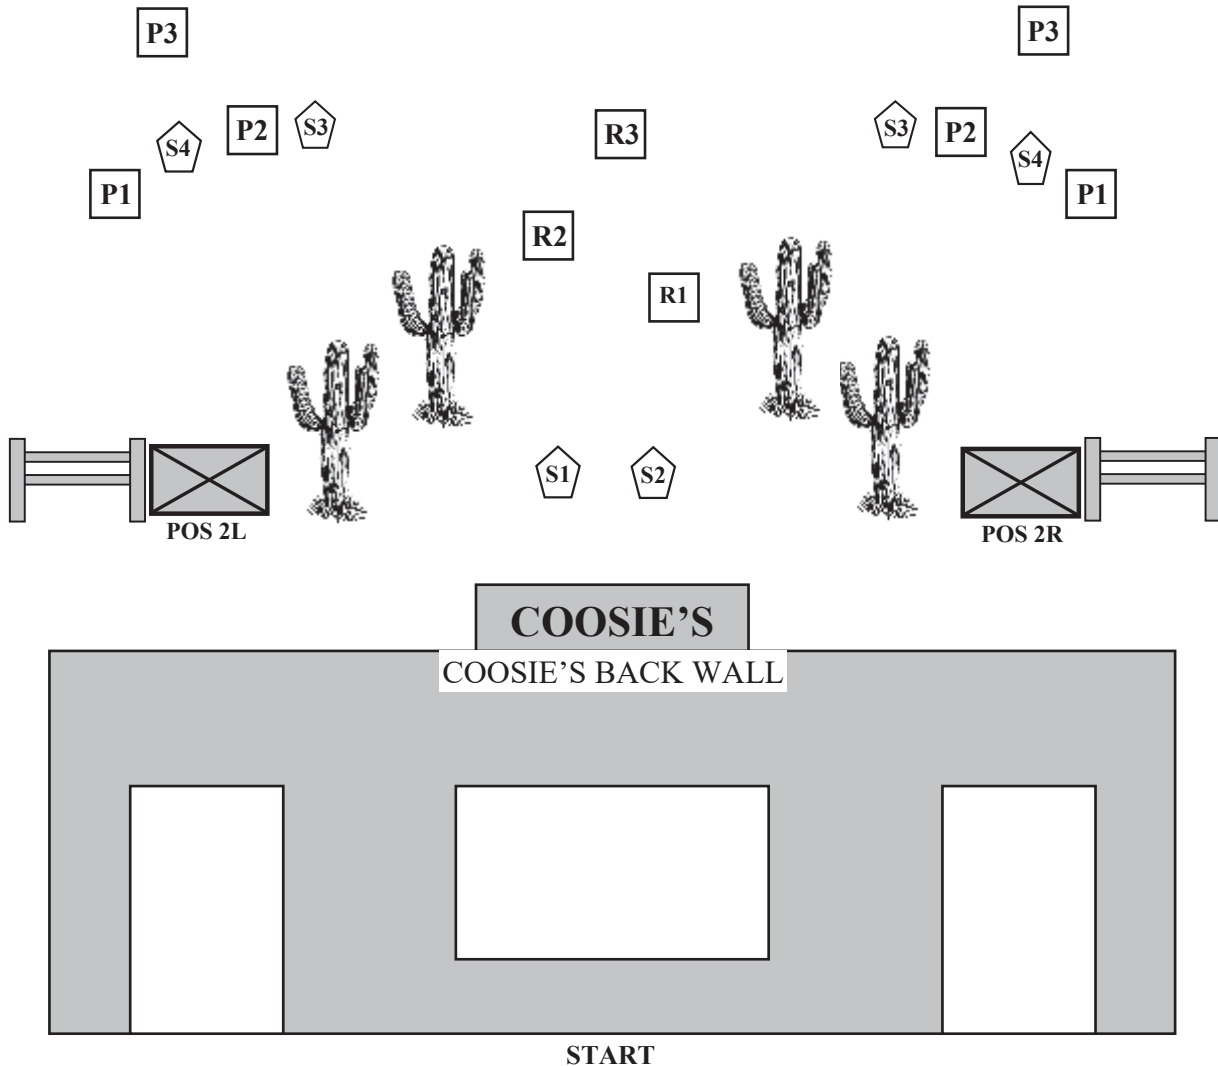 P3
P3
P2
S3
R3
S3
P2
S4
S4
P1
P1
R2
R1
S1
S2
POS 2L
POS 2R
COOSIE'S
COOSIE'S BACK WALL
START